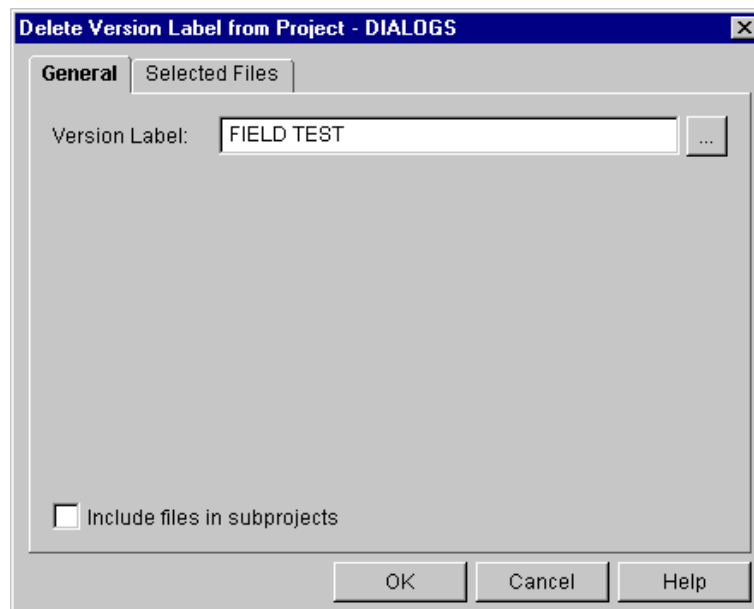 Delete Version Label from Project - DIALOGS
General Selected Files
Version Label: FIELD TEST ...
Include files in subprojects
OK Cancel Help